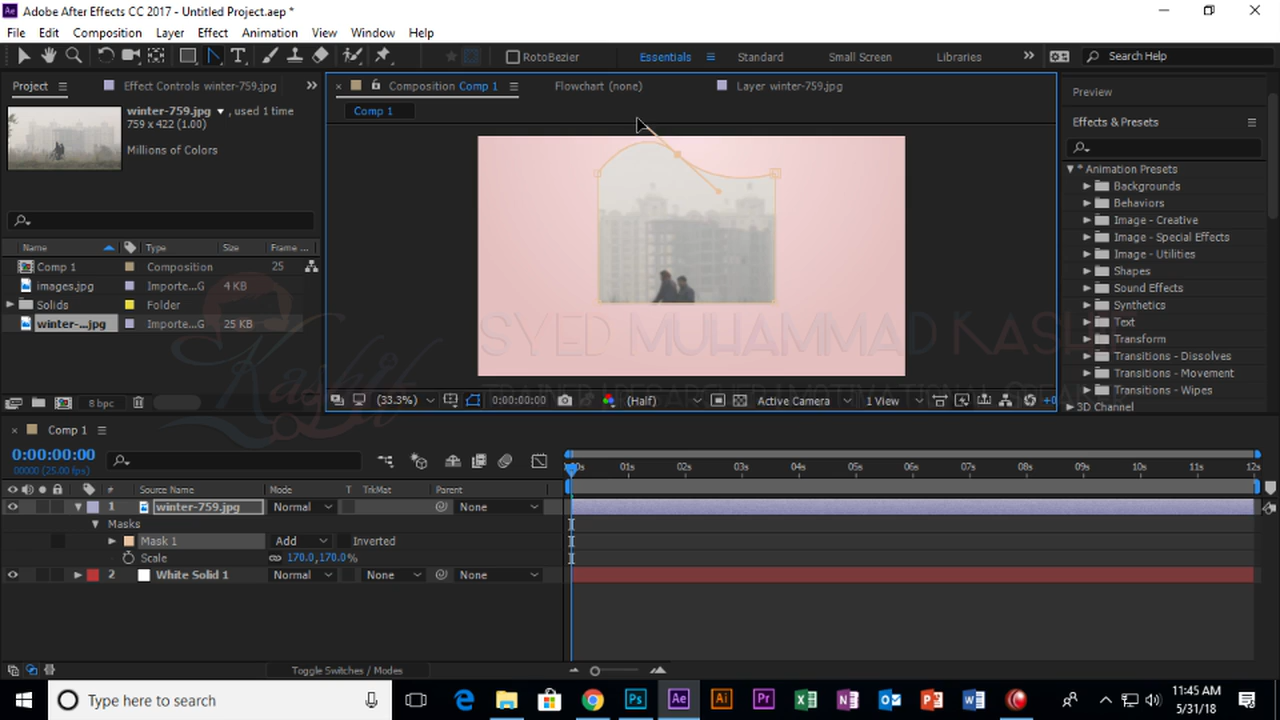 Adobe After Effects CC 2017 - Untitled Project.aep *
File Edit Composition Layer Effect Animation View Window Help
RotoBezier Essentials Standard Small Screen Libraries Search Help
Project Effect Controls winter-759.jpg
Composition Comp 1 Flowchart (none) Layer winter-759.jpg
Preview
Comp 1
winter-759.jpg , used 1 time
759 x 422 (1.00)
Millions of Colors
Effects & Presets
* Animation Presets
Backgrounds
Behaviors
Image - Creative
Image - Special Effects
Image - Utilities
Shapes
Sound Effects
Synthetics
Text
Transform
Transitions - Dissolves
Transitions - Movement
Transitions - Wipes
3D Channel
Name Type Size Frame ...
Comp 1 Composition 25
images.jpg Importe...G 4 KB
Solids Folder
winter-...jpg Importe...G 25 KB
Kashif
SYED MUHAMMAD KASHIF
8 bpc
(33.3%) 0:00:00:00 (Half) Active Camera 1 View +0
Comp 1
0:00:00:00
00000 (25.00 fps)
00s 01s 02s 03s 04s 05s 06s 07s 08s 09s 10s 11s 12s
# Source Name Mode T TrkMat Parent
1 winter-759.jpg Normal None
Masks
Mask 1 Add Inverted
Scale 170.0,170.0%
2 White Solid 1 Normal None None
Toggle Switches / Modes
Type here to search
11:45 AM
5/31/18